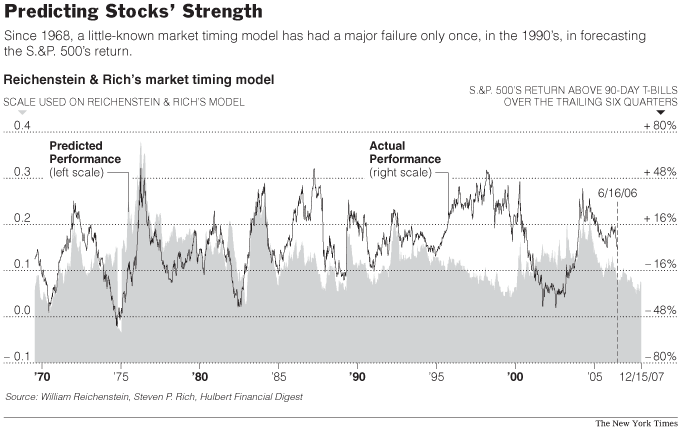 Predicting Stocks' Strength
Since 1968, a little-known market timing model has had a major failure only once, in the 1990's, in forecasting
the S.&P. 500's return.
Reichenstein & Rich's market timing model
SCALE USED ON REICHENSTEIN & RICH'S MODEL
S.&P. 500'S RETURN ABOVE 90-DAY T-BILLS
OVER THE TRAILING SIX QUARTERS
0.4
+ 80%
Predicted
Performance
(left scale)
Actual
Performance
(right scale)
0.3
+ 48%
6/16/06
0.2
+ 16%
0.1
– 16%
0.0
– 48%
– 0.1
– 80%
'70 '75 '80 '85 '90 '95 '00 '05 12/15/07
Source: William Reichenstein, Steven P. Rich, Hulbert Financial Digest
The New York Times